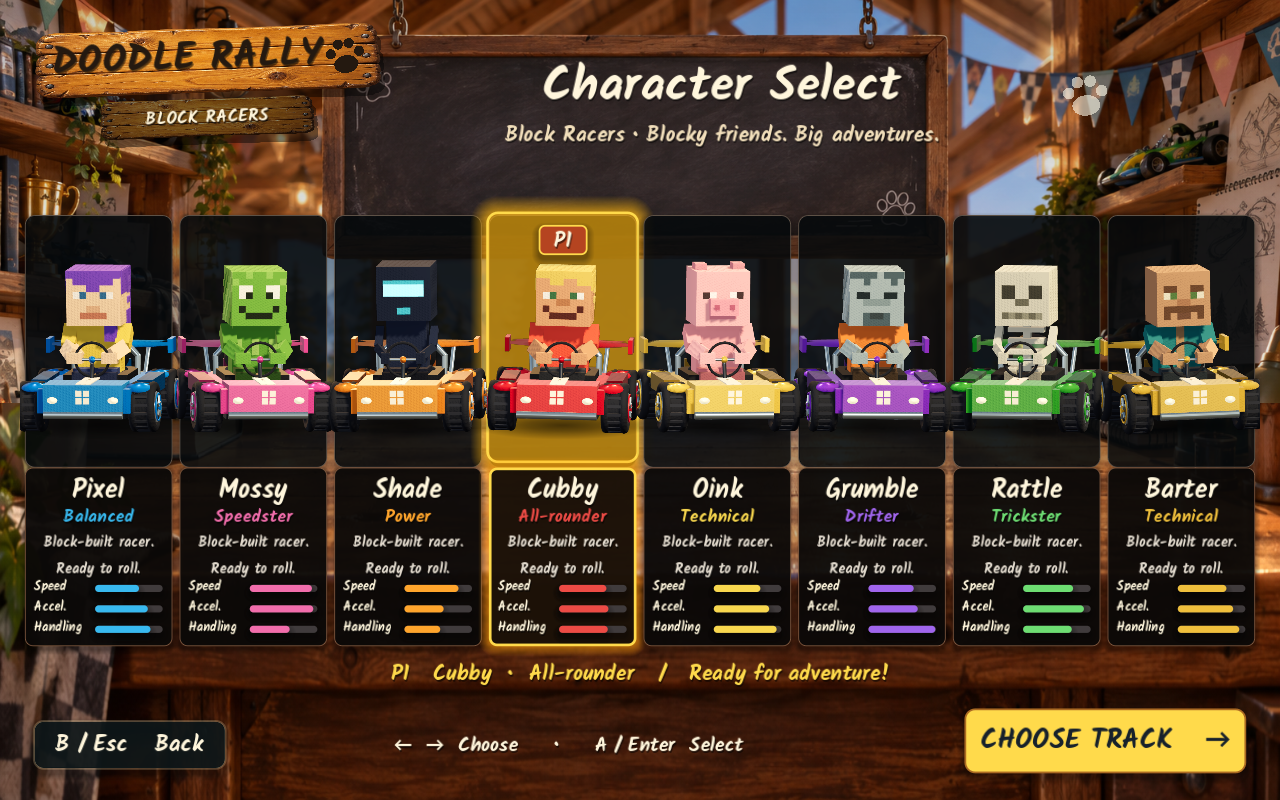 DOODLE RALLY
BLOCK RACERS
Character Select
Block Racers · Blocky friends. Big adventures.
P1
Pixel
Balanced
Block-built racer.
Ready to roll.
Speed
Accel.
Handling
Mossy
Speedster
Block-built racer.
Ready to roll.
Speed
Accel.
Handling
Shade
Power
Block-built racer.
Ready to roll.
Speed
Accel.
Handling
Cubby
All-rounder
Block-built racer.
Ready to roll.
Speed
Accel.
Handling
Oink
Technical
Block-built racer.
Ready to roll.
Speed
Accel.
Handling
Grumble
Drifter
Block-built racer.
Ready to roll.
Speed
Accel.
Handling
Rattle
Trickster
Block-built racer.
Ready to roll.
Speed
Accel.
Handling
Barter
Technical
Block-built racer.
Ready to roll.
Speed
Accel.
Handling
P1 Cubby · All-rounder / Ready for adventure!
B / Esc Back
← → Choose · A / Enter Select
CHOOSE TRACK →